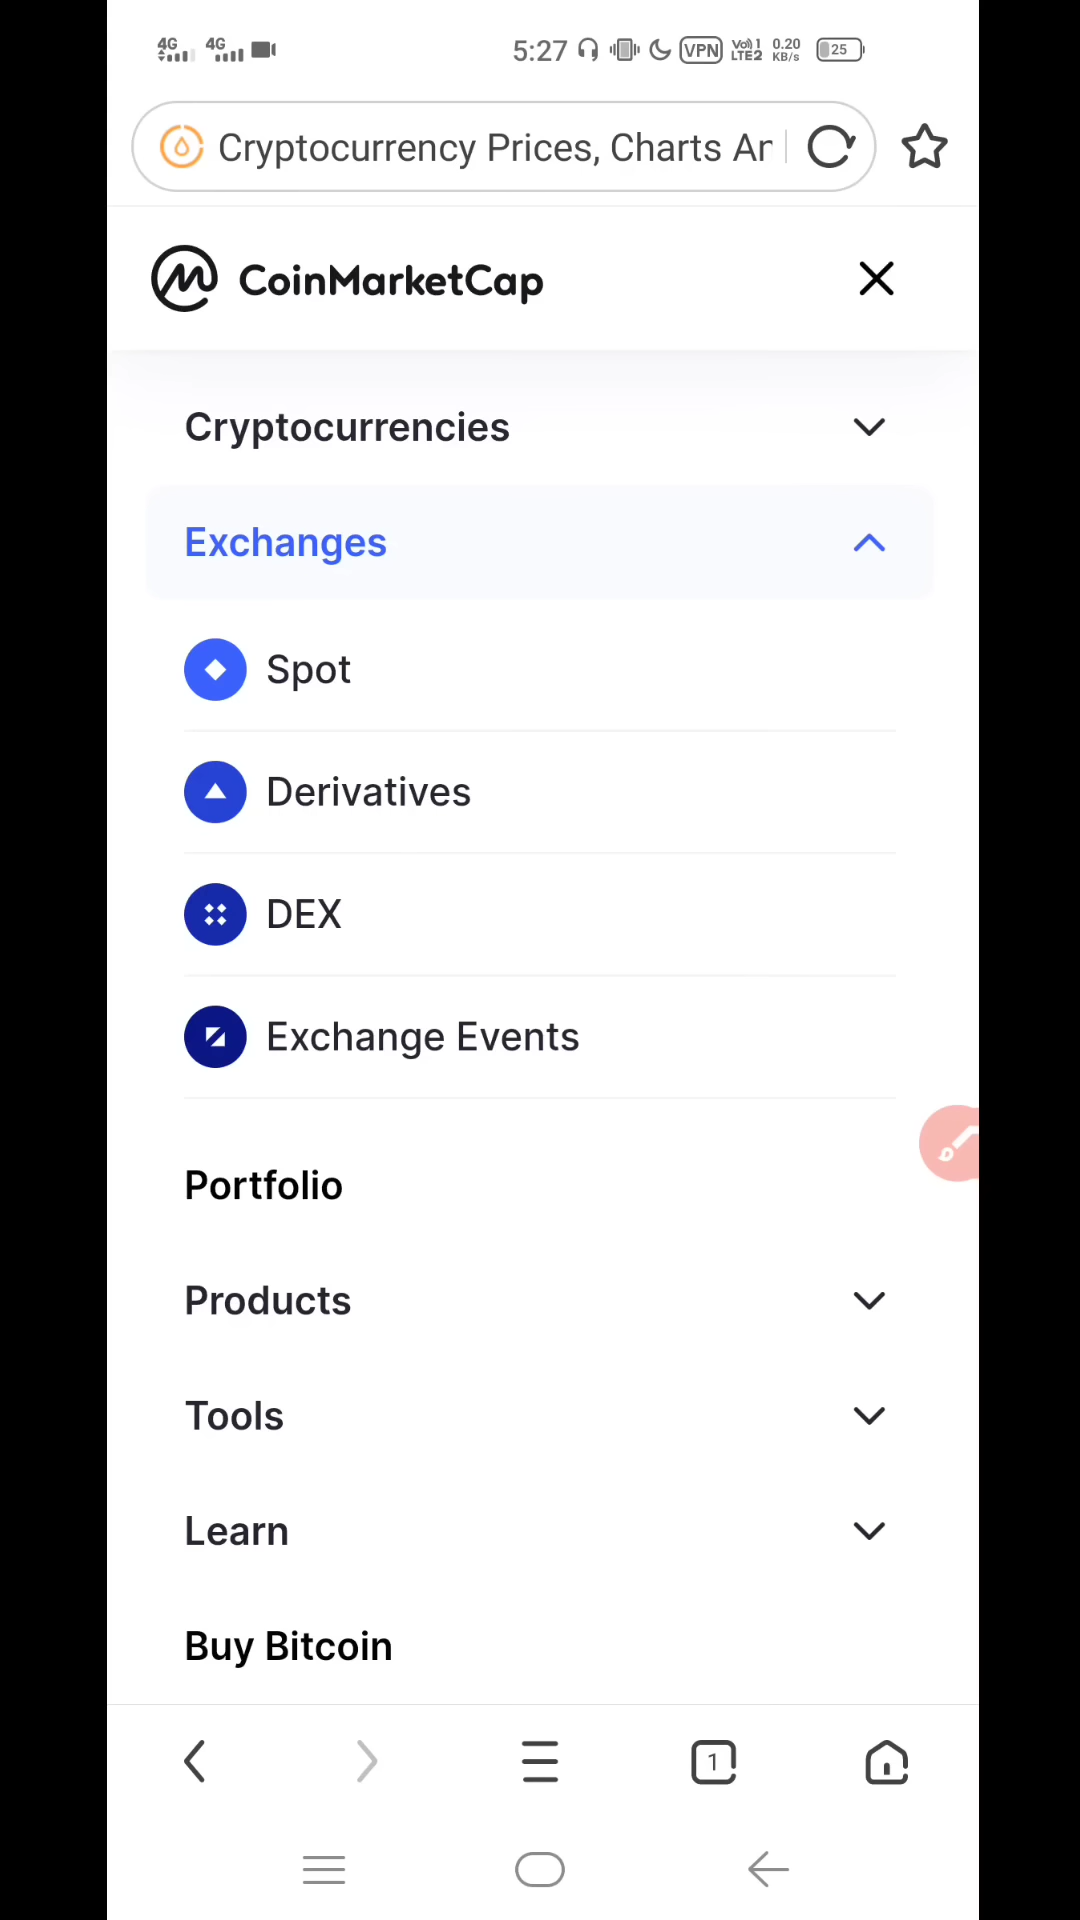 4G 4G 5:27 VPN Vo)) 1 LTE2 0.20 KB/s 25
Cryptocurrency Prices, Charts Ar
CoinMarketCap
Cryptocurrencies
Exchanges
Spot
Derivatives
DEX
Exchange Events
Portfolio
Products
Tools
Learn
Buy Bitcoin
1